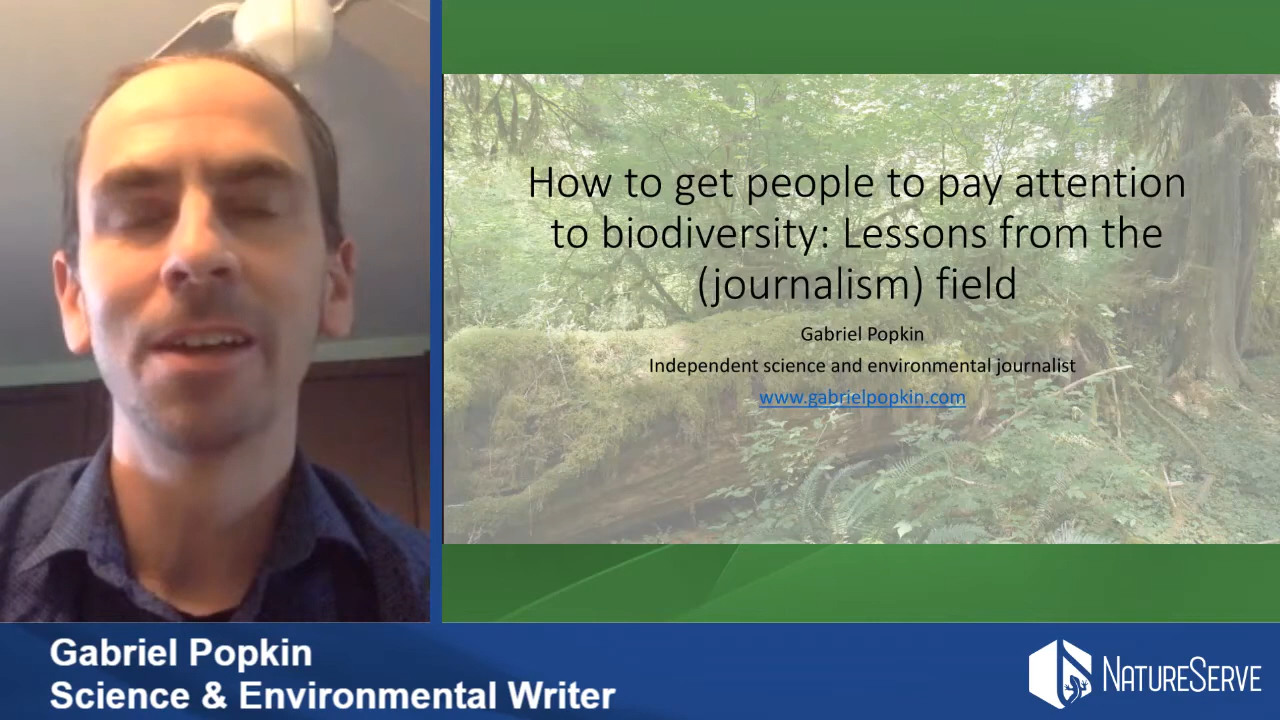 How to get people to pay attention
to biodiversity: Lessons from the
(journalism) field
Gabriel Popkin
Independent science and environmental journalist
www.gabrielpopkin.com
Gabriel Popkin
Science & Environmental Writer
NATURESERVE